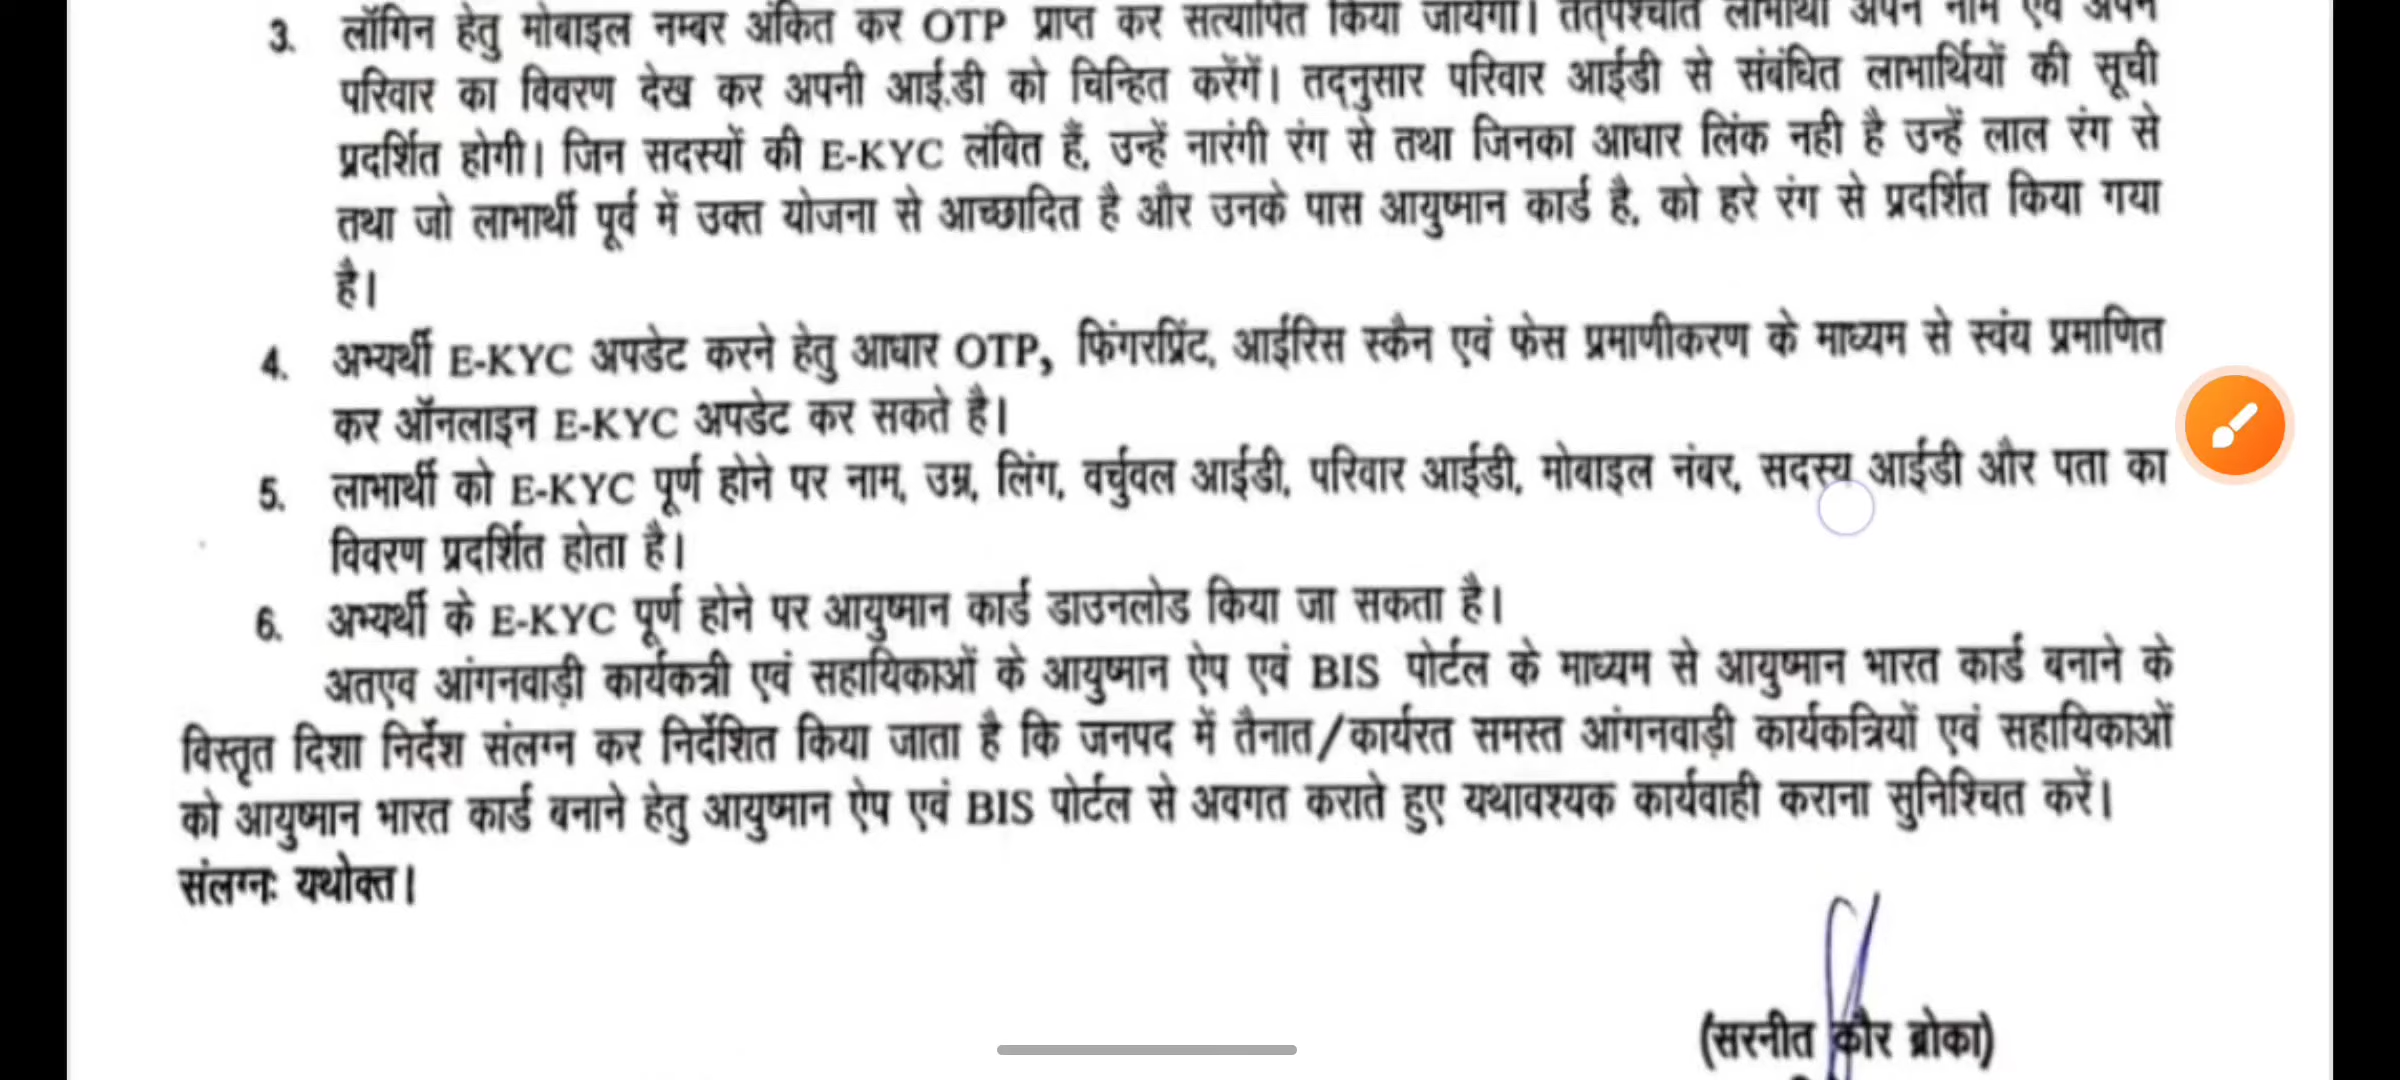 3. लॉगिन हेतु मोबाइल नम्बर अंकित कर OTP प्राप्त कर सत्यापित किया जायेगा। तत्पश्चात लाभार्थी अपने नाम एवं अपने
परिवार का विवरण देख कर अपनी आई.डी को चिन्हित करेंगें। तद्नुसार परिवार आईडी से संबंधित लाभार्थियों की सूची
प्रदर्शित होगी। जिन सदस्यों की E-KYC लंबित हैं, उन्हें नारंगी रंग से तथा जिनका आधार लिंक नही है उन्हें लाल रंग से
तथा जो लाभार्थी पूर्व में उक्त योजना से आच्छादित है और उनके पास आयुष्मान कार्ड है, को हरे रंग से प्रदर्शित किया गया
है।
4. अभ्यर्थी E-KYC अपडेट करने हेतु आधार OTP, फिंगरप्रिंट, आईरिस स्कैन एवं फेस प्रमाणीकरण के माध्यम से स्वंय प्रमाणित
कर ऑनलाइन E-KYC अपडेट कर सकते है।
5. लाभार्थी को E-KYC पूर्ण होने पर नाम, उम्र, लिंग, वर्चुवल आईडी, परिवार आईडी, मोबाइल नंबर, सदस्य आईडी और पता का
विवरण प्रदर्शित होता है।
6. अभ्यर्थी के E-KYC पूर्ण होने पर आयुष्मान कार्ड डाउनलोड किया जा सकता है।
अतएव आंगनवाड़ी कार्यकत्री एवं सहायिकाओं के आयुष्मान ऐप एवं BIS पोर्टल के माध्यम से आयुष्मान भारत कार्ड बनाने के
विस्तृत दिशा निर्देश संलग्न कर निर्देशित किया जाता है कि जनपद में तैनात/कार्यरत समस्त आंगनवाड़ी कार्यकत्रियों एवं सहायिकाओं
को आयुष्मान भारत कार्ड बनाने हेतु आयुष्मान ऐप एवं BIS पोर्टल से अवगत कराते हुए यथावश्यक कार्यवाही कराना सुनिश्चित करें।
संलग्नः यथोक्त।
(सरनीत कौर ब्रोका)